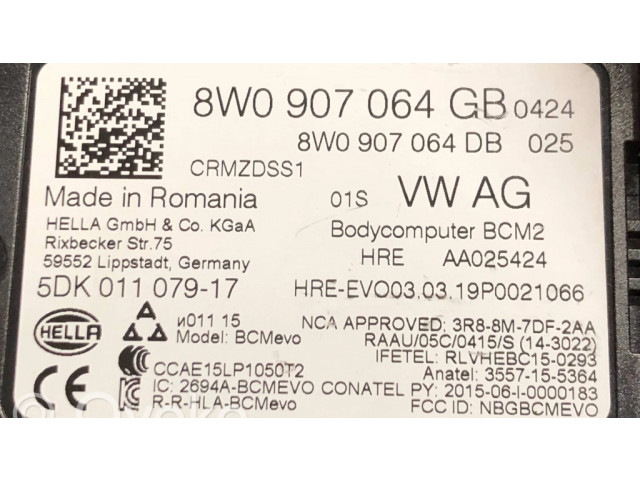 8W0 907 064 GB 0424
8W0 907 064 DB 025
CRMZDSS1
Made in Romania 01S VW AG
HELLA GmbH & Co. KGaA
Rixbecker Str.75 Bodycomputer BCM2
59552 Lippstadt, Germany HRE AA025424
5DK 011 079-17 HRE-EVO03.03.19P0021066
HELLA
и011 15 NCA APPROVED: 3R8-8M-7DF-2AA
Model: BCMevo RAAU/05C/0415/S (14-3022)
IFETEL: RLVHEBC15-0293
CCAE15LP1050T2 Anatel: 3557-15-5364
IC: 2694A-BCMEVO CONATEL PY: 2015-06-I-0000183
R-R-HLA-BCMevo FCC ID: NBGBCMEVO
CE